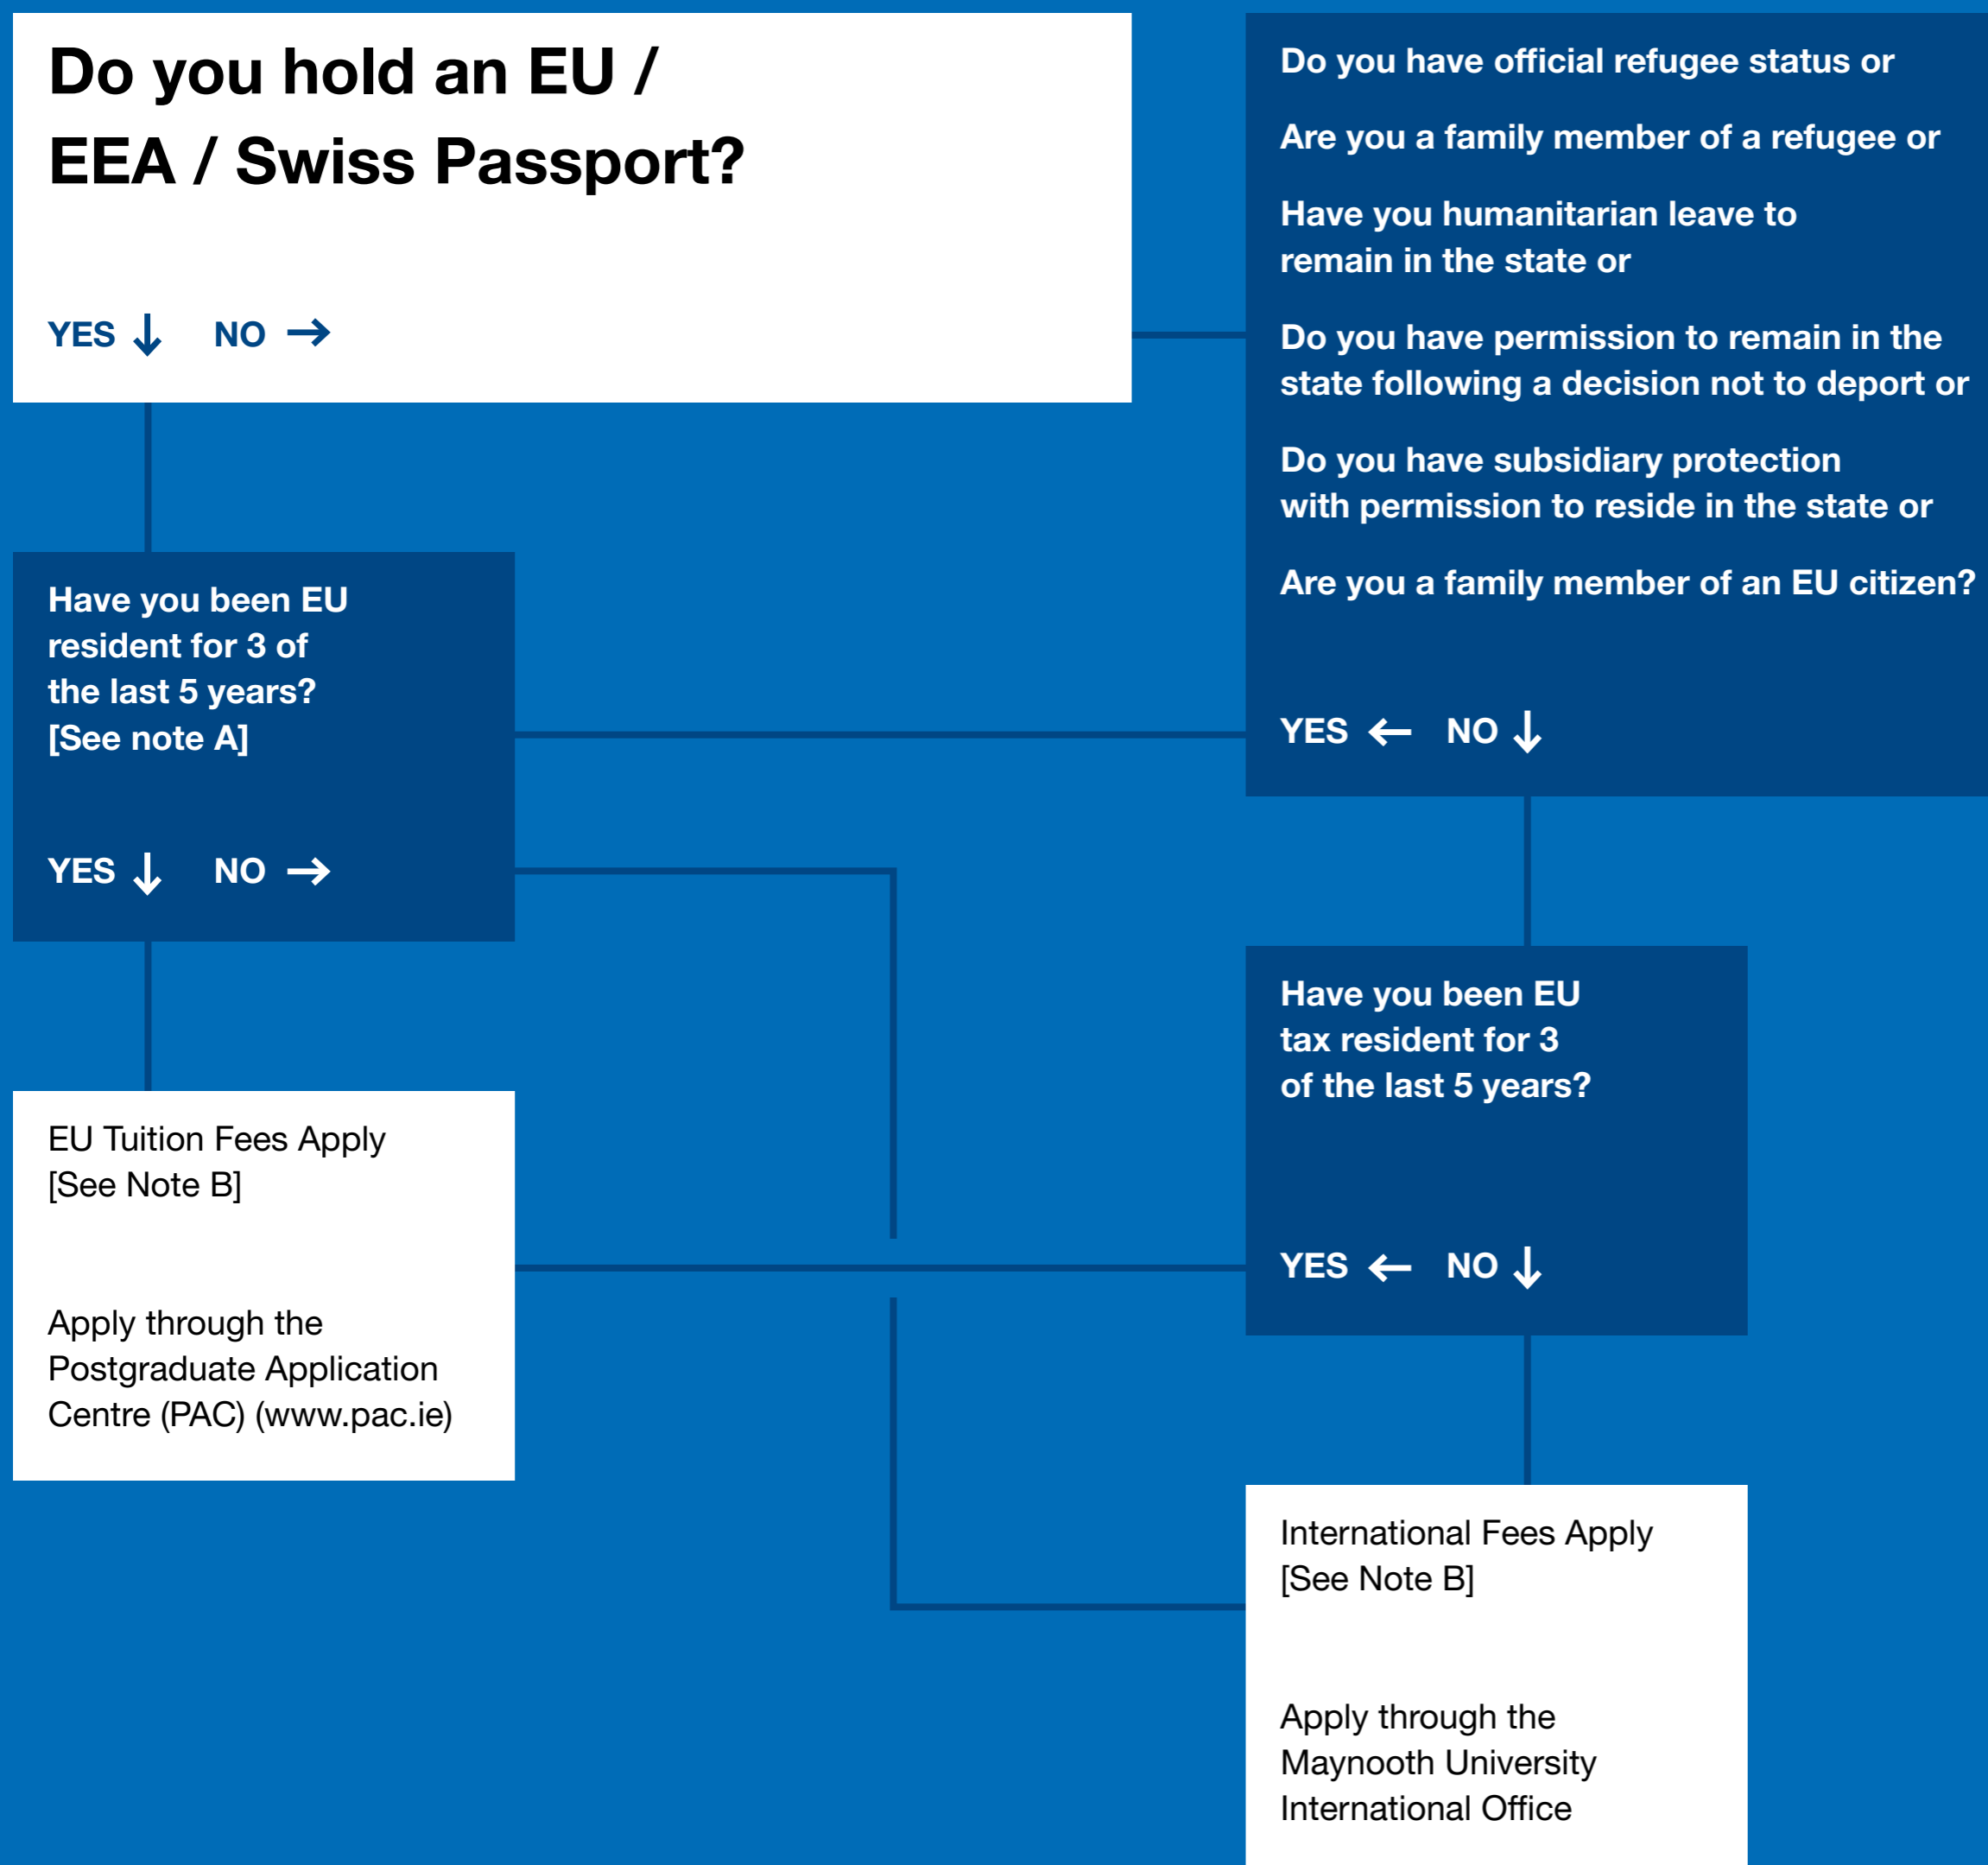 Do you hold an EU /
EEA / Swiss Passport?
YES ↓ NO →
Do you have official refugee status or
Are you a family member of a refugee or
Have you humanitarian leave to
remain in the state or
Do you have permission to remain in the
state following a decision not to deport or
Do you have subsidiary protection
with permission to reside in the state or
Are you a family member of an EU citizen?
YES ← NO ↓
Have you been EU
resident for 3 of
the last 5 years?
[See note A]
YES ↓ NO →
Have you been EU
tax resident for 3
of the last 5 years?
YES ← NO ↓
EU Tuition Fees Apply
[See Note B]
Apply through the
Postgraduate Application
Centre (PAC) (www.pac.ie)
International Fees Apply
[See Note B]
Apply through the
Maynooth University
International Office